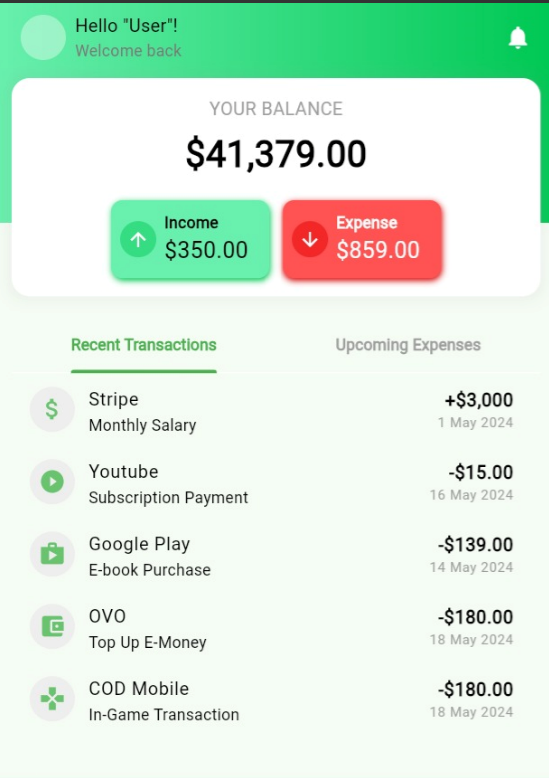 Hello "User"!
Welcome back
YOUR BALANCE
$41,379.00
Income
$350.00
Expense
$859.00
Recent Transactions
Upcoming Expenses
Stripe
+$3,000
Monthly Salary
1 May 2024
Youtube
-$15.00
Subscription Payment
16 May 2024
Google Play
-$139.00
E-book Purchase
14 May 2024
OVO
-$180.00
Top Up E-Money
18 May 2024
COD Mobile
-$180.00
In-Game Transaction
18 May 2024